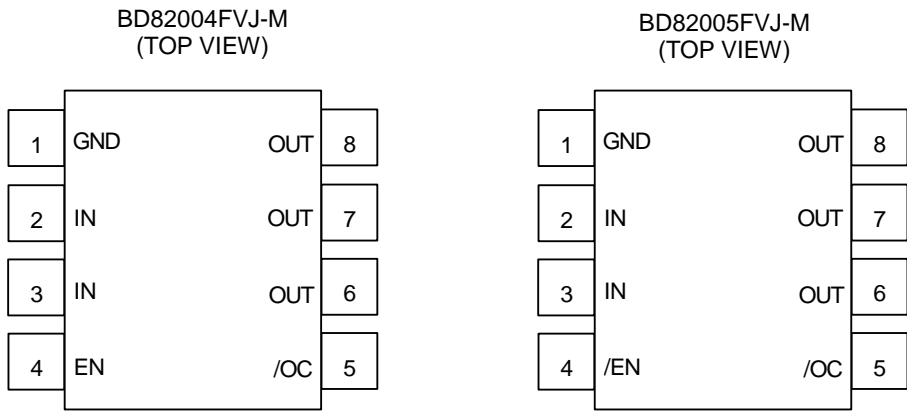 BD82004FVJ-M
(TOP VIEW)
1 GND OUT 8
2 IN OUT 7
3 IN OUT 6
4 EN /OC 5
BD82005FVJ-M
(TOP VIEW)
1 GND OUT 8
2 IN OUT 7
3 IN OUT 6
4 /EN /OC 5